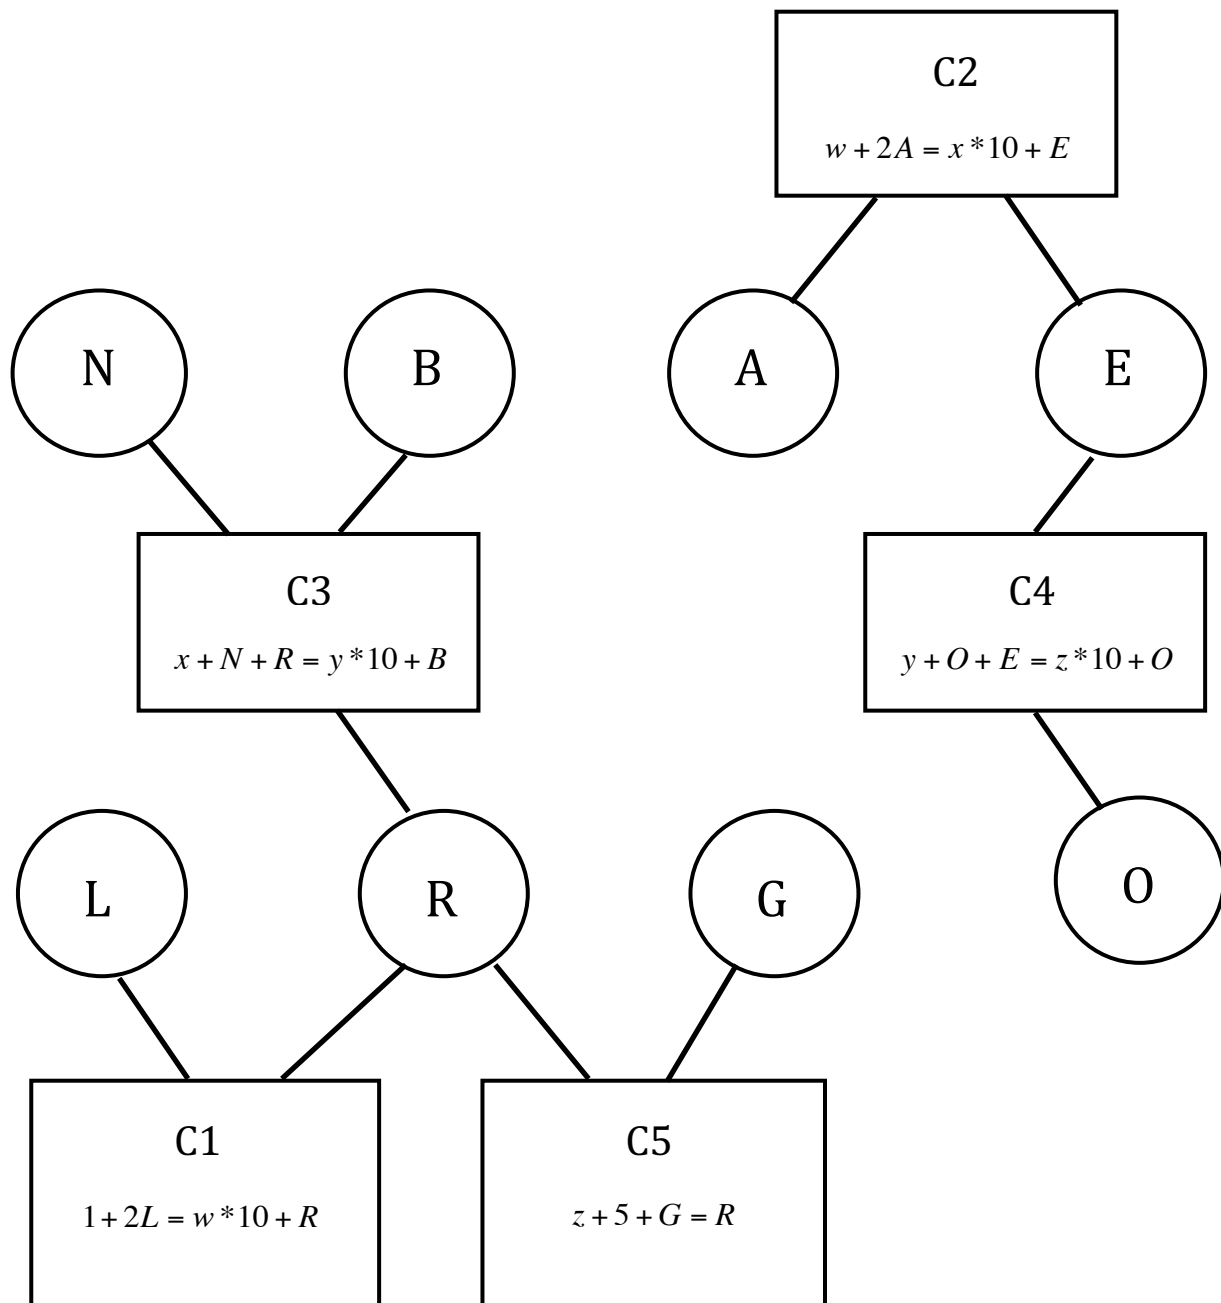 C2
w + 2A = x * 10 + E
N
B
A
E
C3
x + N + R = y * 10 + B
C4
y + O + E = z * 10 + O
L
R
G
O
C1
1 + 2L = w * 10 + R
C5
z + 5 + G = R